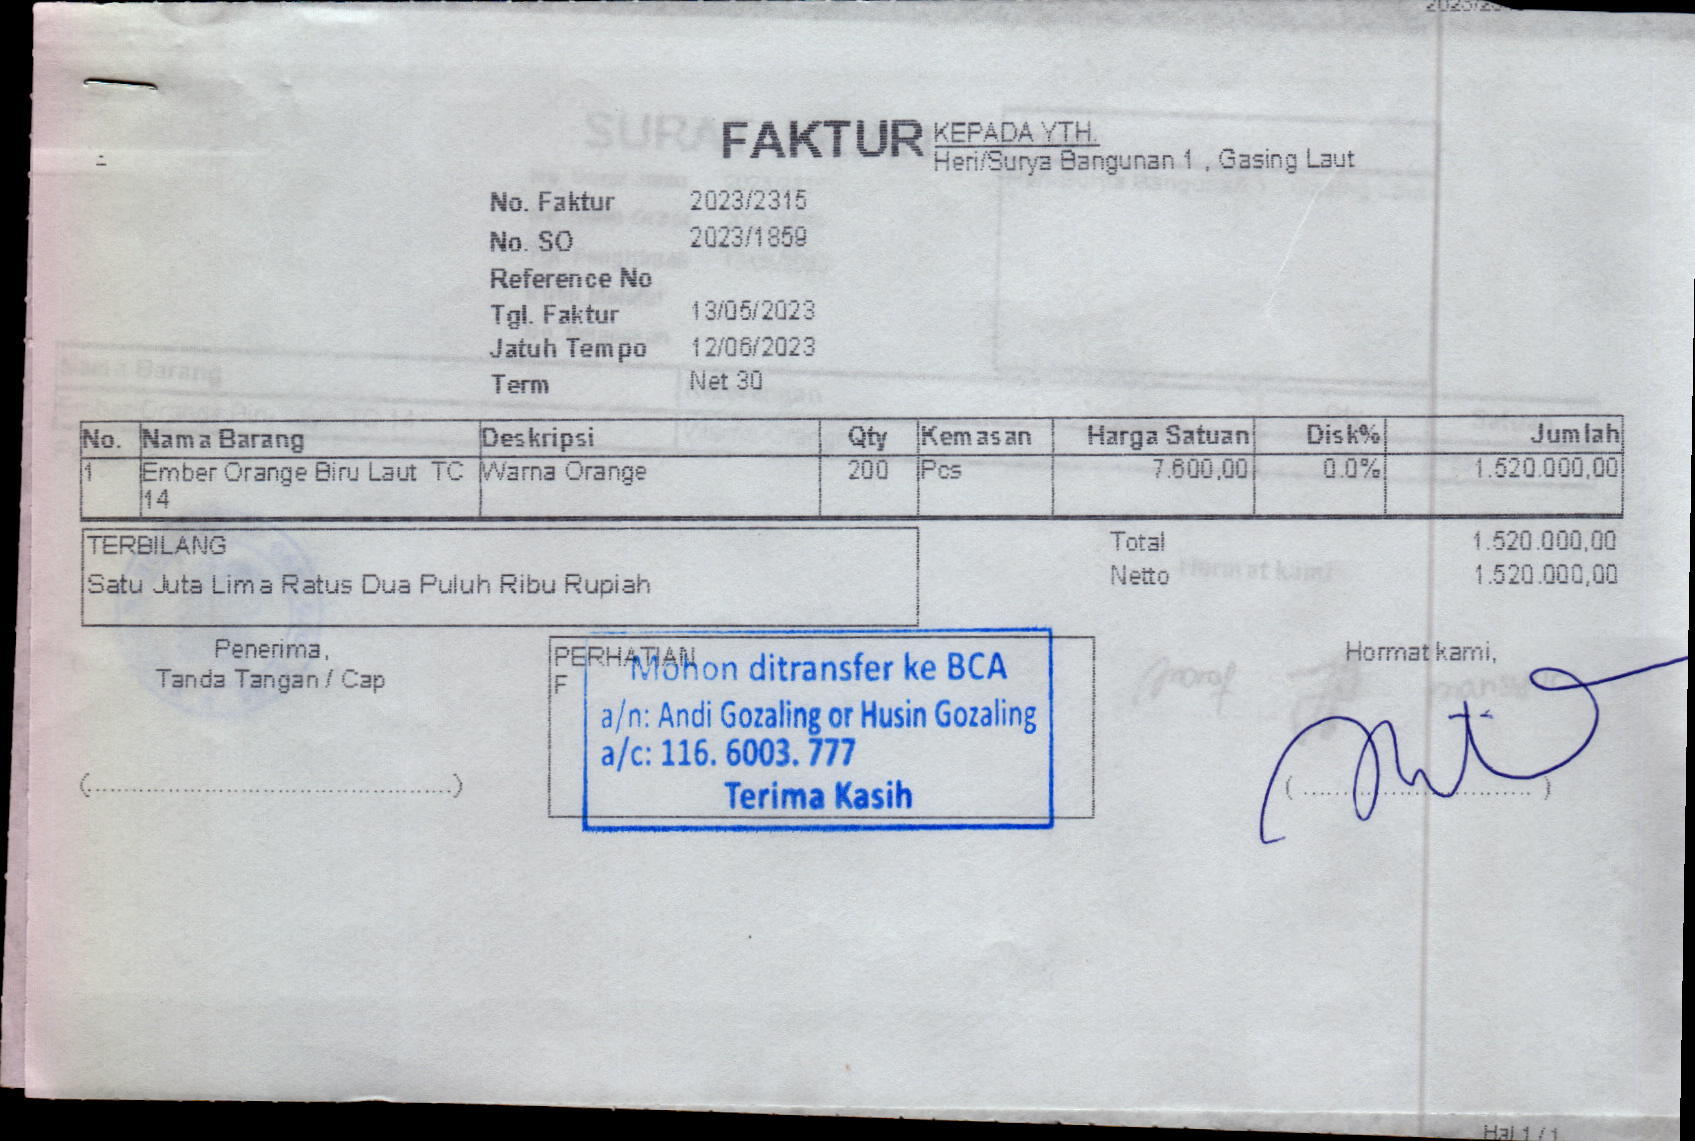 FAKTUR
KEPADA YTH.
Heri/Surya Bangunan 1 , Gasing Laut
No. Faktur 2023/2315
No. SO 2023/1859
Reference No
Tgl. Faktur 13/05/2023
Jatuh Tempo 12/06/2023
Term Net 30
No. Nama Barang Deskripsi Qty Kemasan Harga Satuan Disk% Jumlah
1 Ember Orange Biru Laut TC Warna Orange 200 Pcs 7.600,00 0.0% 1.520.000,00
14
TERBILANG
Satu Juta Lima Ratus Dua Puluh Ribu Rupiah
Total 1.520.000,00
Netto 1.520.000,00
Penerima,
Tanda Tangan / Cap
(..............................................)
PERHATIAN
F
Mohon ditransfer ke BCA
a/n: Andi Gozaling or Husin Gozaling
a/c: 116. 6003. 777
Terima Kasih
Hormat kami,
( .............................. )
Hal 1 / 1